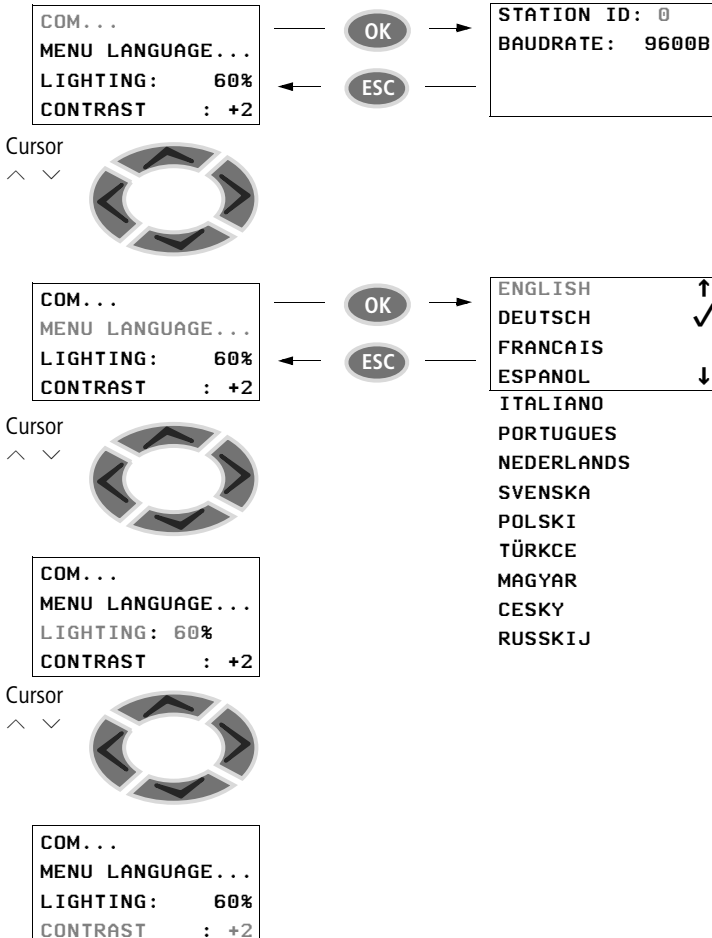 COM...
MENU LANGUAGE...
LIGHTING: 60%
CONTRAST : +2
OK
ESC
STATION ID: 0
BAUDRATE: 9600B
Cursor
COM...
MENU LANGUAGE...
LIGHTING: 60%
CONTRAST : +2
OK
ESC
ENGLISH ↑
DEUTSCH ✓
FRANCAIS
ESPANOL ↓
ITALIANO
PORTUGUES
NEDERLANDS
SVENSKA
POLSKI
TÜRKCE
MAGYAR
CESKY
RUSSKIJ
Cursor
COM...
MENU LANGUAGE...
LIGHTING: 60%
CONTRAST : +2
Cursor
COM...
MENU LANGUAGE...
LIGHTING: 60%
CONTRAST : +2